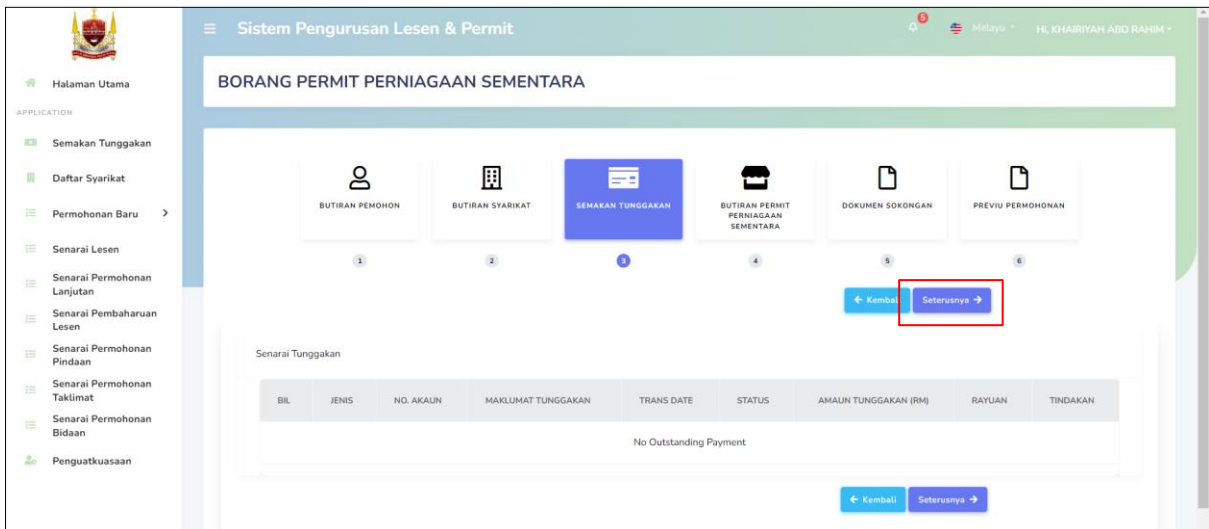 Sistem Pengurusan Lesen & Permit
5
Melayu
HI, KHAIRIYAH ABD RAHIM
Halaman Utama
APPLICATION
Semakan Tunggakan
Daftar Syarikat
Permohonan Baru
Senarai Lesen
Senarai Permohonan
Lanjutan
Senarai Pembaharuan
Lesen
Senarai Permohonan
Pindaan
Senarai Permohonan
Taklimat
Senarai Permohonan
Bidaan
Penguatkuasaan
BORANG PERMIT PERNIAGAAN SEMENTARA
BUTIRAN PEMOHON
BUTIRAN SYARIKAT
SEMAKAN TUNGGAKAN
BUTIRAN PERMIT
PERNIAGAAN
SEMENTARA
DOKUMEN SOKONGAN
PREVIU PERMOHONAN
1 2 3 4 5 6
← Kembali Seterusnya →
Senarai Tunggakan
BIL JENIS NO. AKAUN MAKLUMAT TUNGGAKAN TRANS DATE STATUS AMAUN TUNGGAKAN (RM) RAYUAN TINDAKAN
No Outstanding Payment
← Kembali Seterusnya →